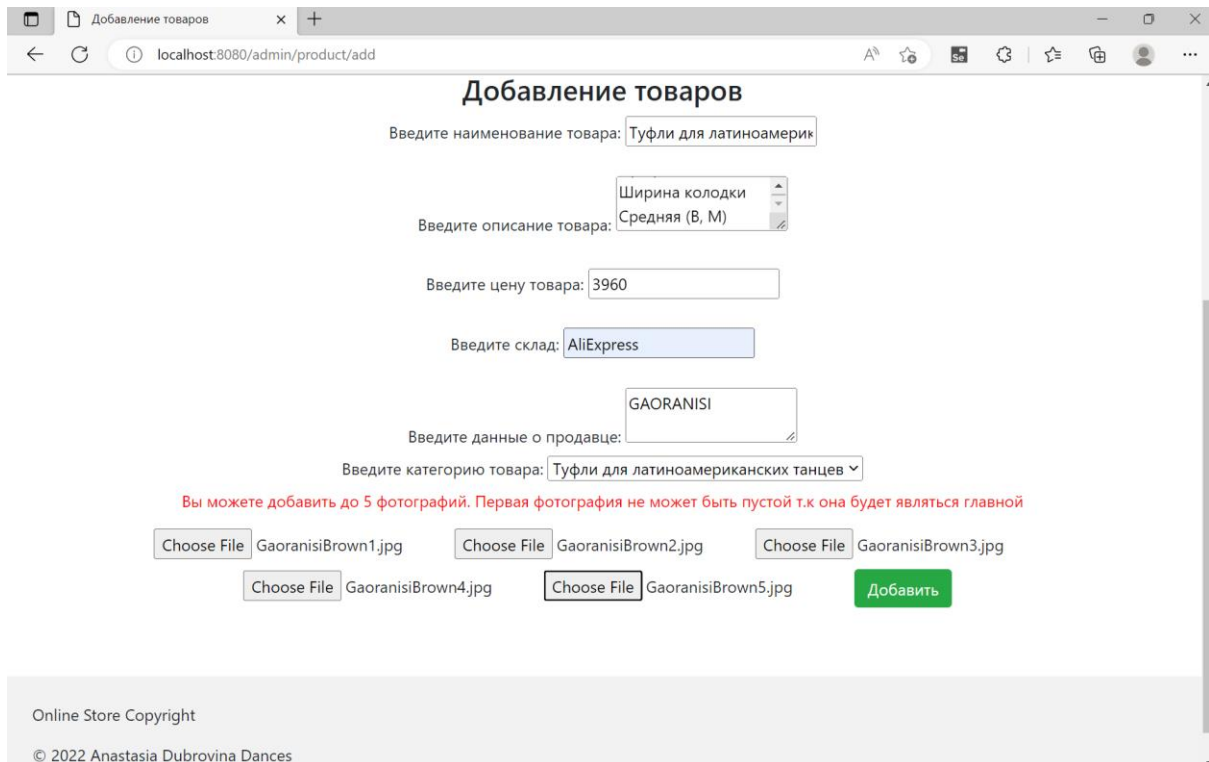 Добавление товаров
localhost:8080/admin/product/add
Добавление товаров
Введите наименование товара: Туфли для латиноамерик
Ширина колодки
Введите описание товара: Средняя (B, M)
Введите цену товара: 3960
Введите склад: AliExpress
GAORANISI
Введите данные о продавце:
Введите категорию товара: Туфли для латиноамериканских танцев
Вы можете добавить до 5 фотографий. Первая фотография не может быть пустой т.к она будет являться главной
Choose File GaoranisiBrown1.jpg Choose File GaoranisiBrown2.jpg Choose File GaoranisiBrown3.jpg
Choose File GaoranisiBrown4.jpg Choose File GaoranisiBrown5.jpg Добавить
Online Store Copyright
© 2022 Anastasia Dubrovina Dances